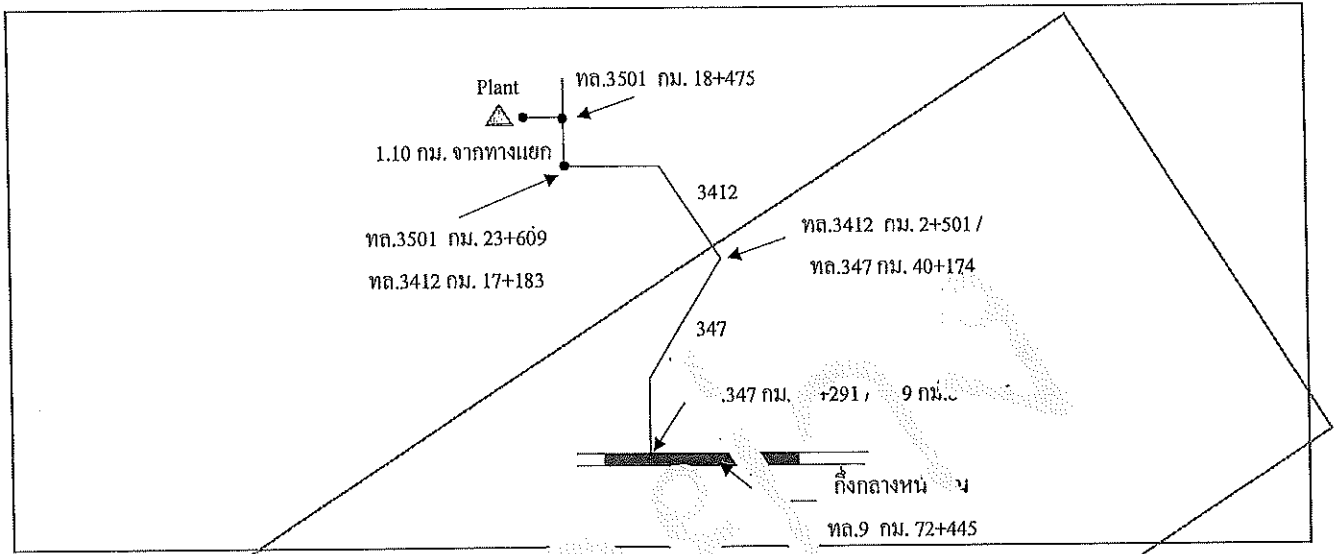 Plant
ทล.3501 กม. 18+475
1.10 กม. จากทางแยก
3412
ทล.3501 กม. 23+609
ทล.3412 กม. 17+183
ทล.3412 กม. 2+501 /
ทล.347 กม. 40+174
347
.347 กม. +291 / 9 กม.
กึ่งกลางหน่
ทล.9 กม. 72+445